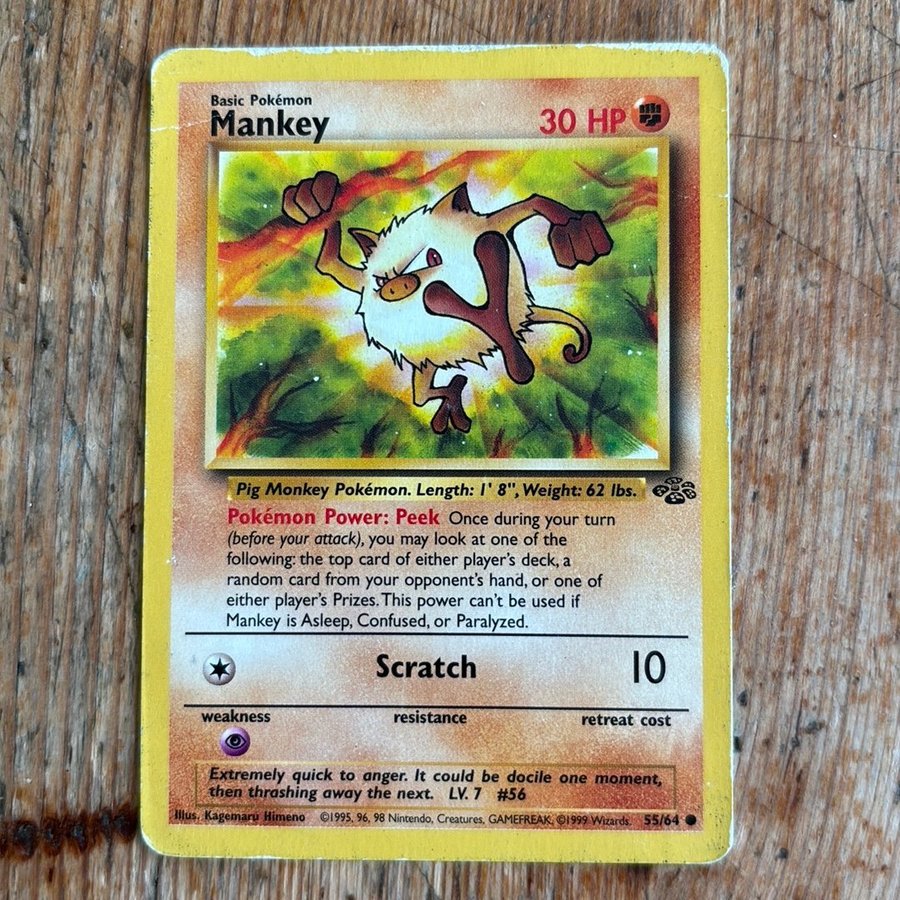 Basic Pokémon
Mankey
30 HP
Pig Monkey Pokémon. Length: 1' 8", Weight: 62 lbs.
Pokémon Power: Peek Once during your turn
(before your attack), you may look at one of the
following: the top card of either player's deck, a
random card from your opponent's hand, or one of
either player's Prizes. This power can't be used if
Mankey is Asleep, Confused, or Paralyzed.
Scratch 10
weakness resistance retreat cost
Extremely quick to anger. It could be docile one moment,
then thrashing away the next. LV. 7 #56
Illus. Kagemaru Himeno ©1995, 96, 98 Nintendo, Creatures, GAMEFREAK. ©1999 Wizards. 55/64